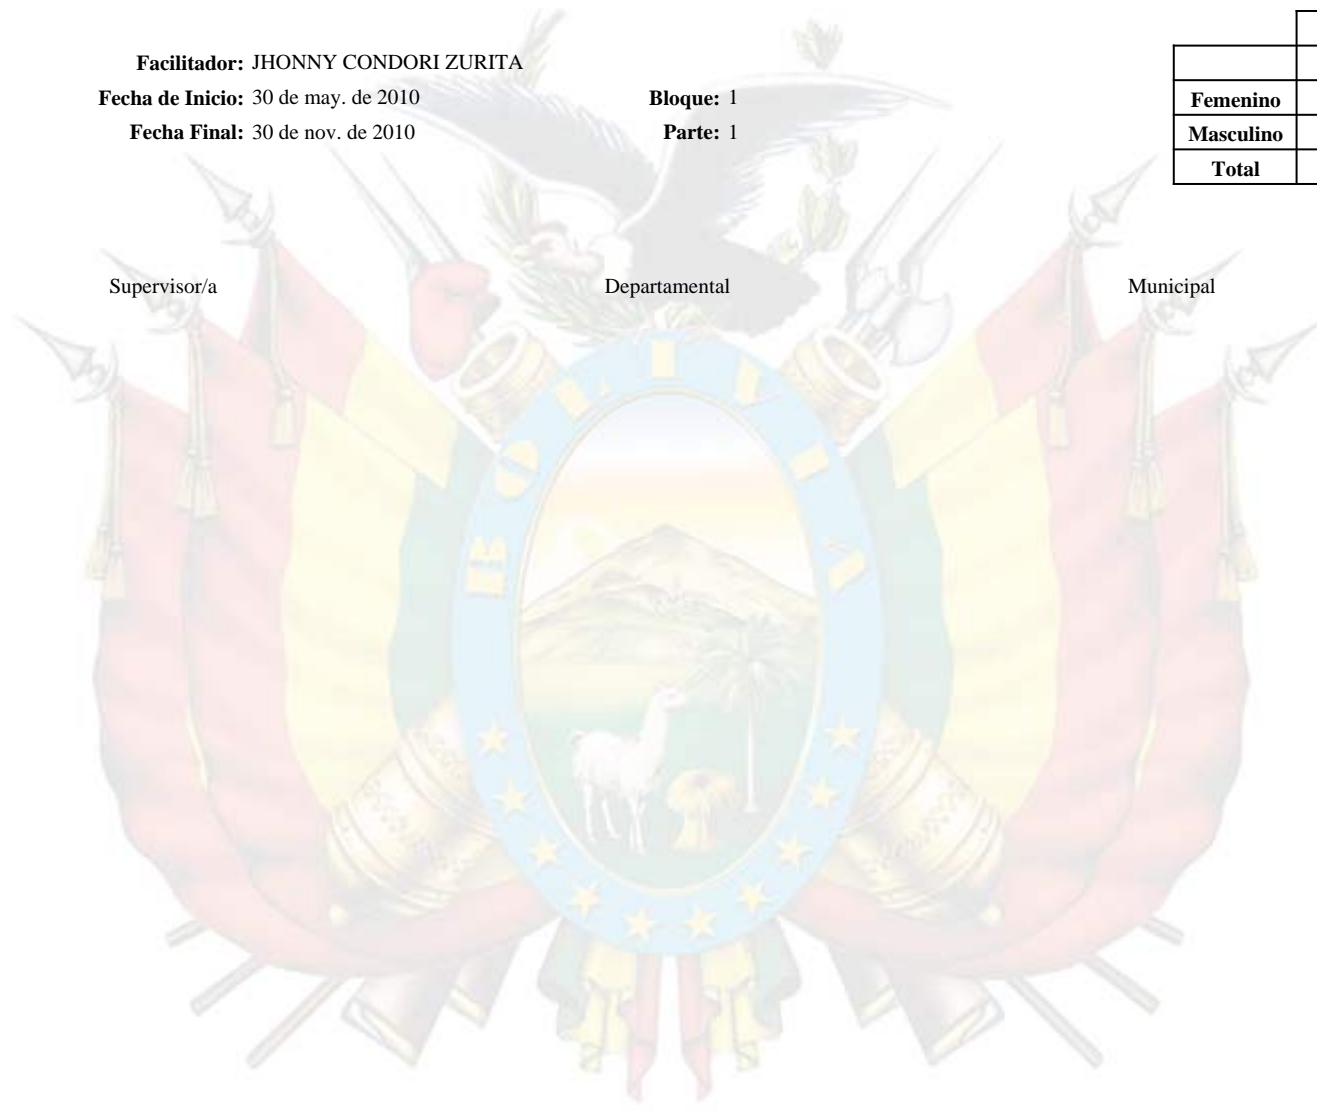 Facilitador: JHONNY CONDORI ZURITA
Fecha de Inicio: 30 de may. de 2010 Bloque: 1
Femenino
Fecha Final: 30 de nov. de 2010 Parte: 1
Masculino
Total
Supervisor/a Departamental Municipal
BOLIVIA